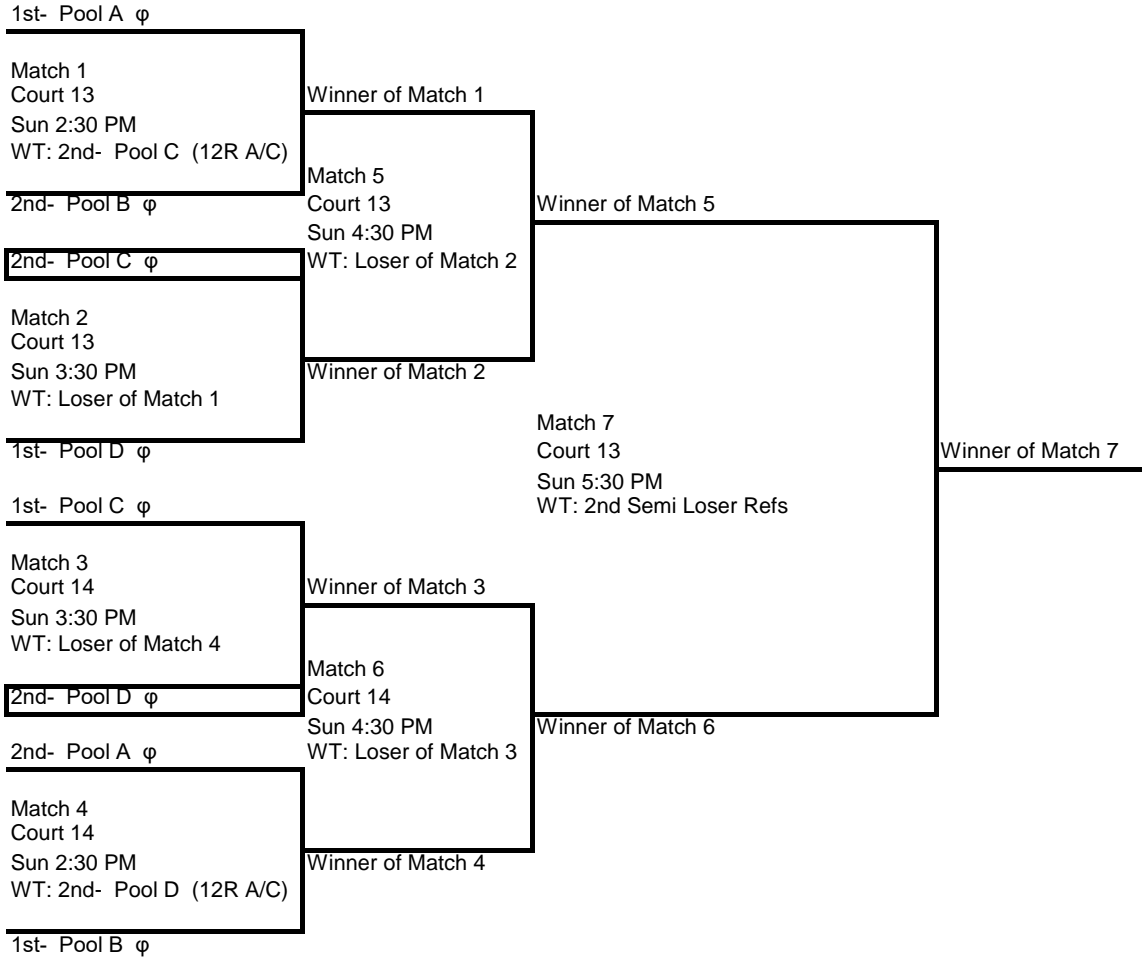 1st- Pool A φ
Match 1
Court 13
Sun 2:30 PM
WT: 2nd- Pool C (12R A/C)
2nd- Pool B φ
2nd- Pool C φ
Match 2
Court 13
Sun 3:30 PM
WT: Loser of Match 1
1st- Pool D φ
1st- Pool C φ
Match 3
Court 14
Sun 3:30 PM
WT: Loser of Match 4
2nd- Pool D φ
2nd- Pool A φ
Match 4
Court 14
Sun 2:30 PM
WT: 2nd- Pool D (12R A/C)
1st- Pool B φ
Winner of Match 1
Match 5
Court 13
Sun 4:30 PM
WT: Loser of Match 2
Winner of Match 2
Winner of Match 3
Match 6
Court 14
Sun 4:30 PM
WT: Loser of Match 3
Winner of Match 4
Winner of Match 5
Match 7
Court 13
Sun 5:30 PM
WT: 2nd Semi Loser Refs
Winner of Match 6
Winner of Match 7